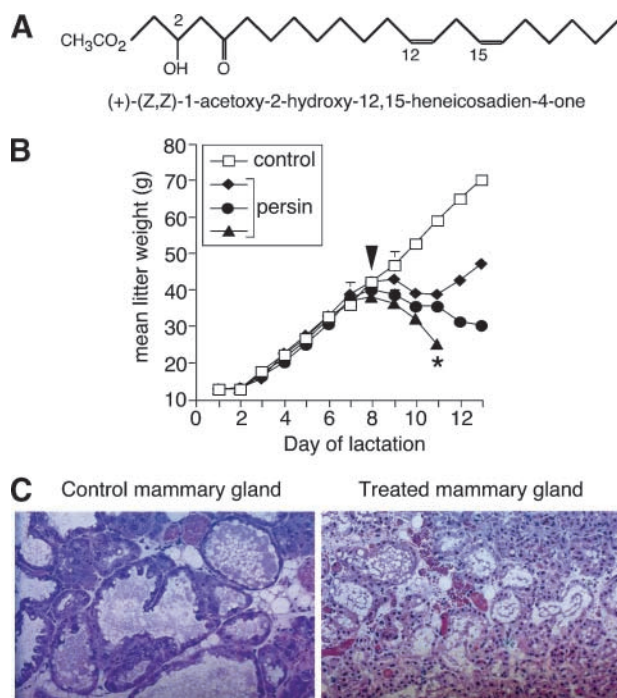 A
2
CH₃CO₂
OH
O
12
15
(+)-(Z,Z)-1-acetoxy-2-hydroxy-12,15-heneicosadien-4-one
B
80
70
60
50
40
30
20
10
mean litter weight (g)
control
persin
*
0 2 4 6 8 10 12
Day of lactation
C
Control mammary gland
Treated mammary gland